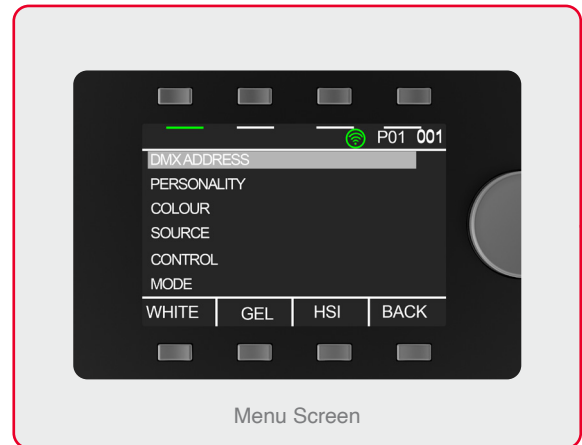 P01 001
DMX ADDRESS
PERSONALITY
COLOUR
SOURCE
CONTROL
MODE
WHITE GEL HSI BACK
Menu Screen